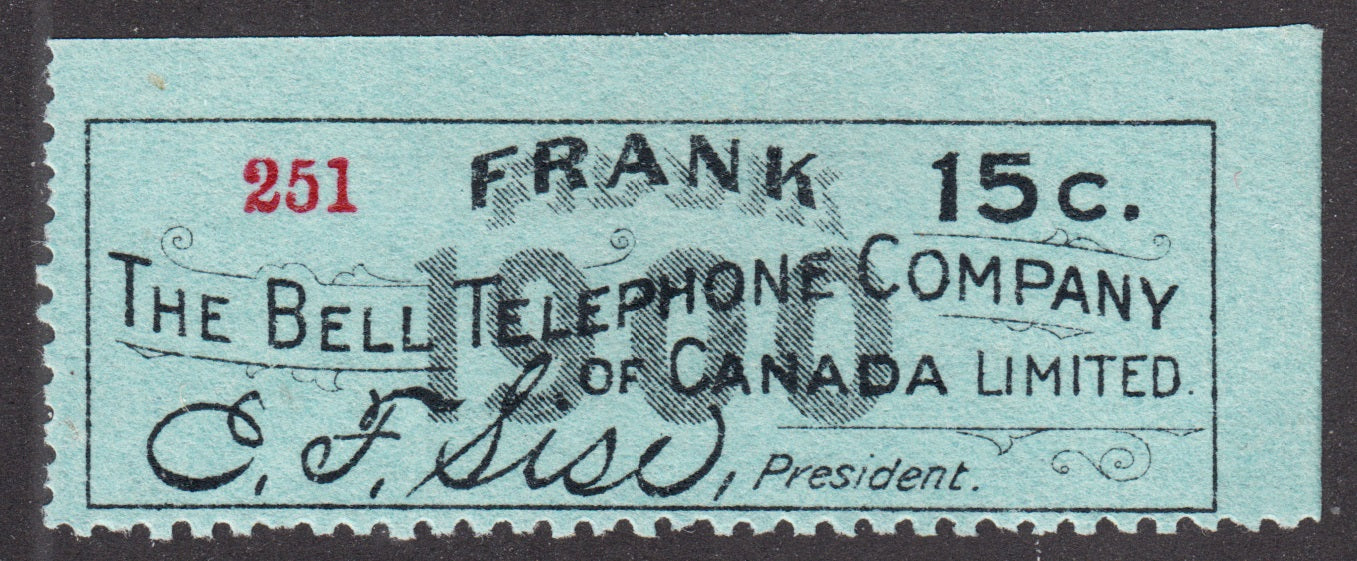 251 FRANK 15c.
1900
THE BELL TELEPHONE COMPANY
OF CANADA LIMITED.
C. F. Sise, President.